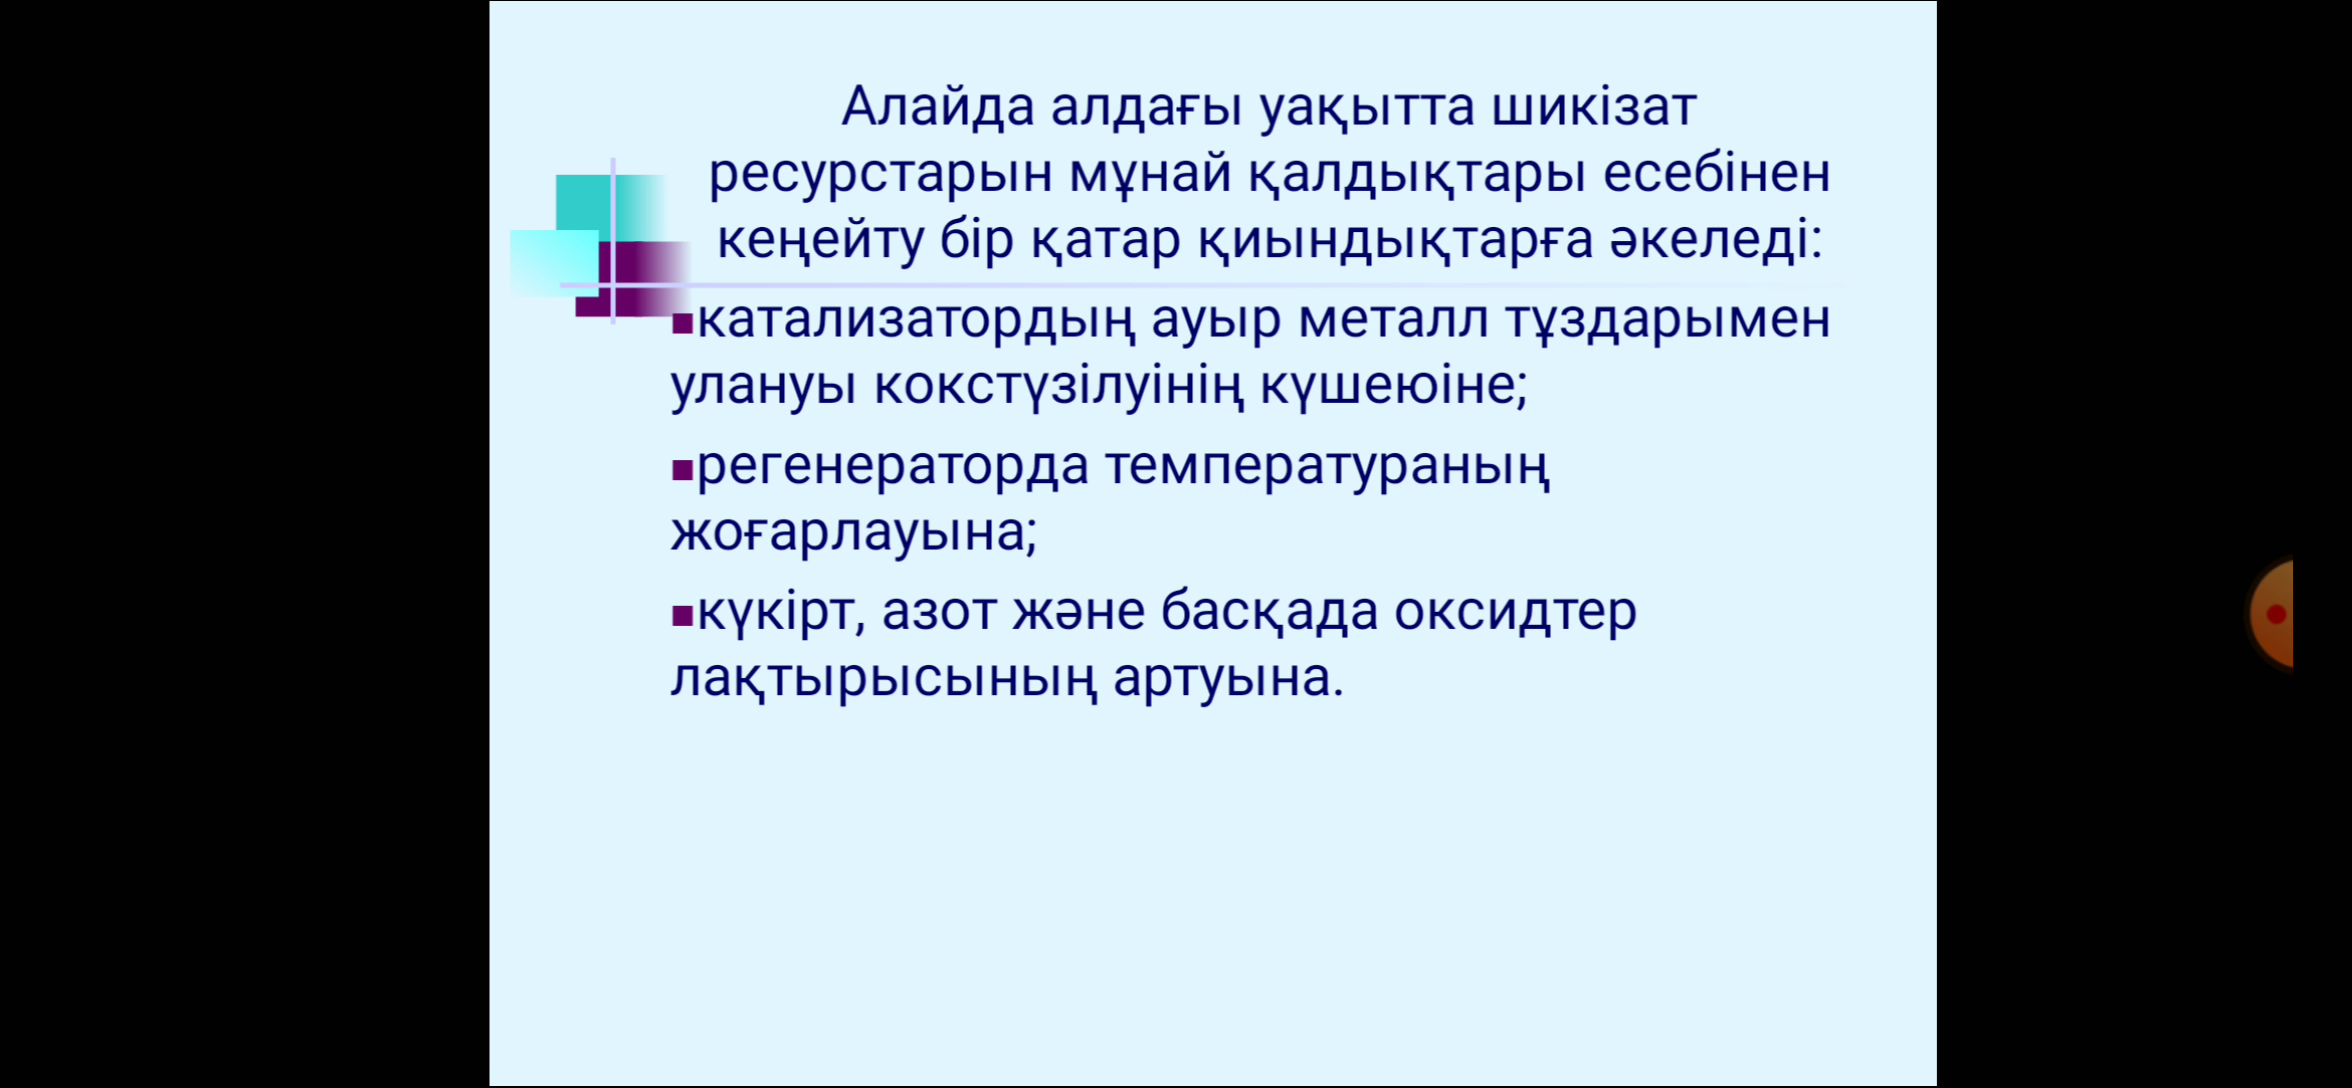 Алайда алдағы уақытта шикізат
ресурстарын мұнай қалдықтары есебінен
кеңейту бір қатар қиындықтарға әкеледі:
▪катализатордың ауыр металл тұздарымен
улануы кокстүзілуінің күшеюіне;
▪регенераторда температураның
жоғарлауына;
▪күкірт, азот және басқада оксидтер
лақтырысының артуына.